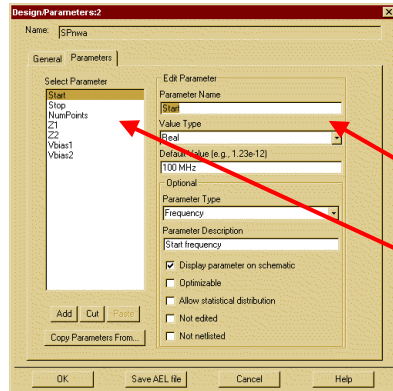 Design/Parameters:2
Name: SPnwa
General Parameters
Select Parameter
Start
Stop
NumPoints
Z1
Z2
Vbias1
Vbias2
Add Cut Paste
Copy Parameters From...
Edit Parameter
Parameter Name
Start
Value Type
Real
Default Value (e.g., 1.23e-12)
100 MHz
Optional
Parameter Type
Frequency
Parameter Description
Start frequency
Display parameter on schematic
Optimizable
Allow statistical distribution
Not edited
Not netlisted
OK Save AEL file Cancel Help